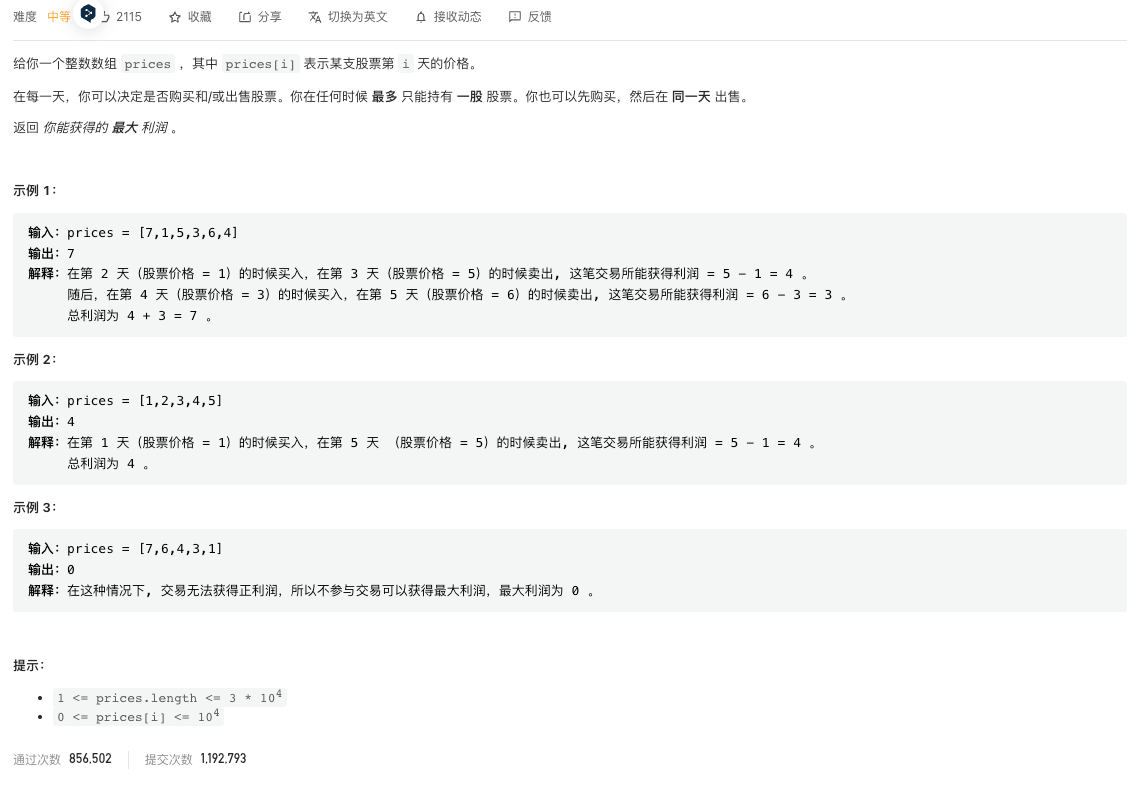 难度 中等 2115 收藏 分享 切换为英文 接收动态 反馈
给你一个整数数组 prices ，其中 prices[i] 表示某支股票第 i 天的价格。
在每一天，你可以决定是否购买和/或出售股票。你在任何时候 最多 只能持有 一股 股票。你也可以先购买，然后在 同一天 出售。
返回 你能获得的 最大 利润 。
示例 1：
输入：prices = [7,1,5,3,6,4]
输出：7
解释：在第 2 天（股票价格 = 1）的时候买入，在第 3 天（股票价格 = 5）的时候卖出, 这笔交易所能获得利润 = 5 - 1 = 4 。
随后，在第 4 天（股票价格 = 3）的时候买入，在第 5 天（股票价格 = 6）的时候卖出, 这笔交易所能获得利润 = 6 - 3 = 3 。
总利润为 4 + 3 = 7 。
示例 2：
输入：prices = [1,2,3,4,5]
输出：4
解释：在第 1 天（股票价格 = 1）的时候买入，在第 5 天 （股票价格 = 5）的时候卖出, 这笔交易所能获得利润 = 5 - 1 = 4 。
总利润为 4 。
示例 3：
输入：prices = [7,6,4,3,1]
输出：0
解释：在这种情况下, 交易无法获得正利润，所以不参与交易可以获得最大利润，最大利润为 0 。
提示：
• 1 <= prices.length <= 3 * 10⁴
• 0 <= prices[i] <= 10⁴
通过次数 856,502 提交次数 1,192,793